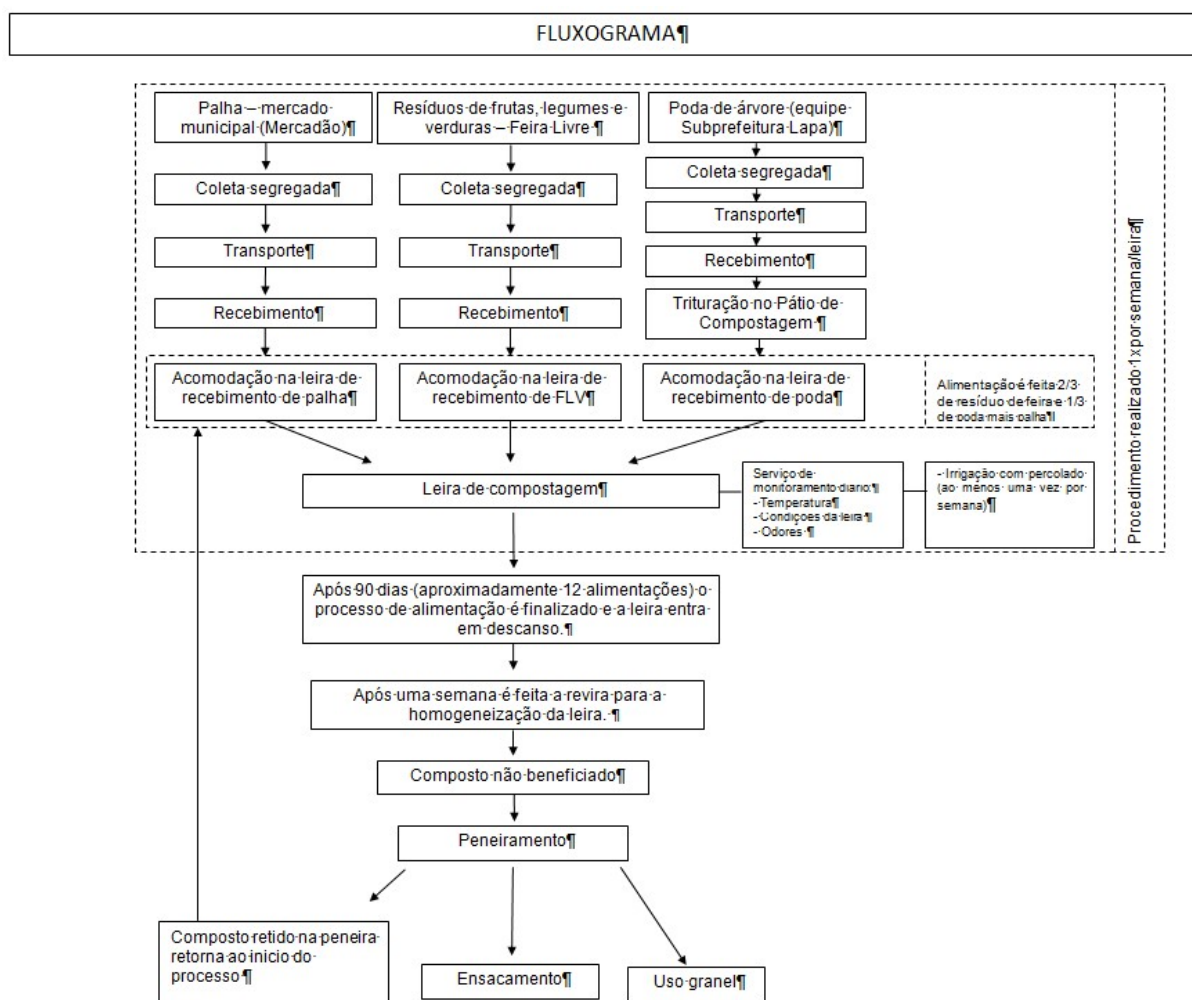 FLUXOGRAMA¶
Palha – mercado
municipal (Mercadão)¶
Resíduos de frutas, legumes e
verduras – Feira Livre ¶
Poda de árvore (equipe
Subprefeitura Lapa)¶
Coleta segregada¶
Coleta segregada¶
Coleta segregada¶
Transporte¶
Transporte¶
Transporte¶
Recebimento¶
Recebimento¶
Recebimento¶
Trituração no Pátio de
Compostagem ¶
Acomodação na leira de
recebimento de palha¶
Acomodação na leira de
recebimento de FLV¶
Acomodação na leira de
recebimento de poda¶
Alimentação é feita 2/3
de resíduo de feira e 1/3
de poda mais palha¶
Procedimento realizado 1x por semana/leira¶
Leira de compostagem¶
Serviço de
monitoramento diário:¶
- Temperatura¶
- Condições da leira ¶
- Odores ¶
- Irrigação com percolado
(ao menos uma vez por
semana)¶
Após 90 dias (aproximadamente 12 alimentações) o
processo de alimentação é finalizado e a leira entra
em descanso.¶
Após uma semana é feita a revira para a
homogeneização da leira. ¶
Composto não beneficiado¶
Peneiramento¶
Composto retido na peneira
retorna ao inicio do
processo ¶
Ensacamento¶
Uso granel¶